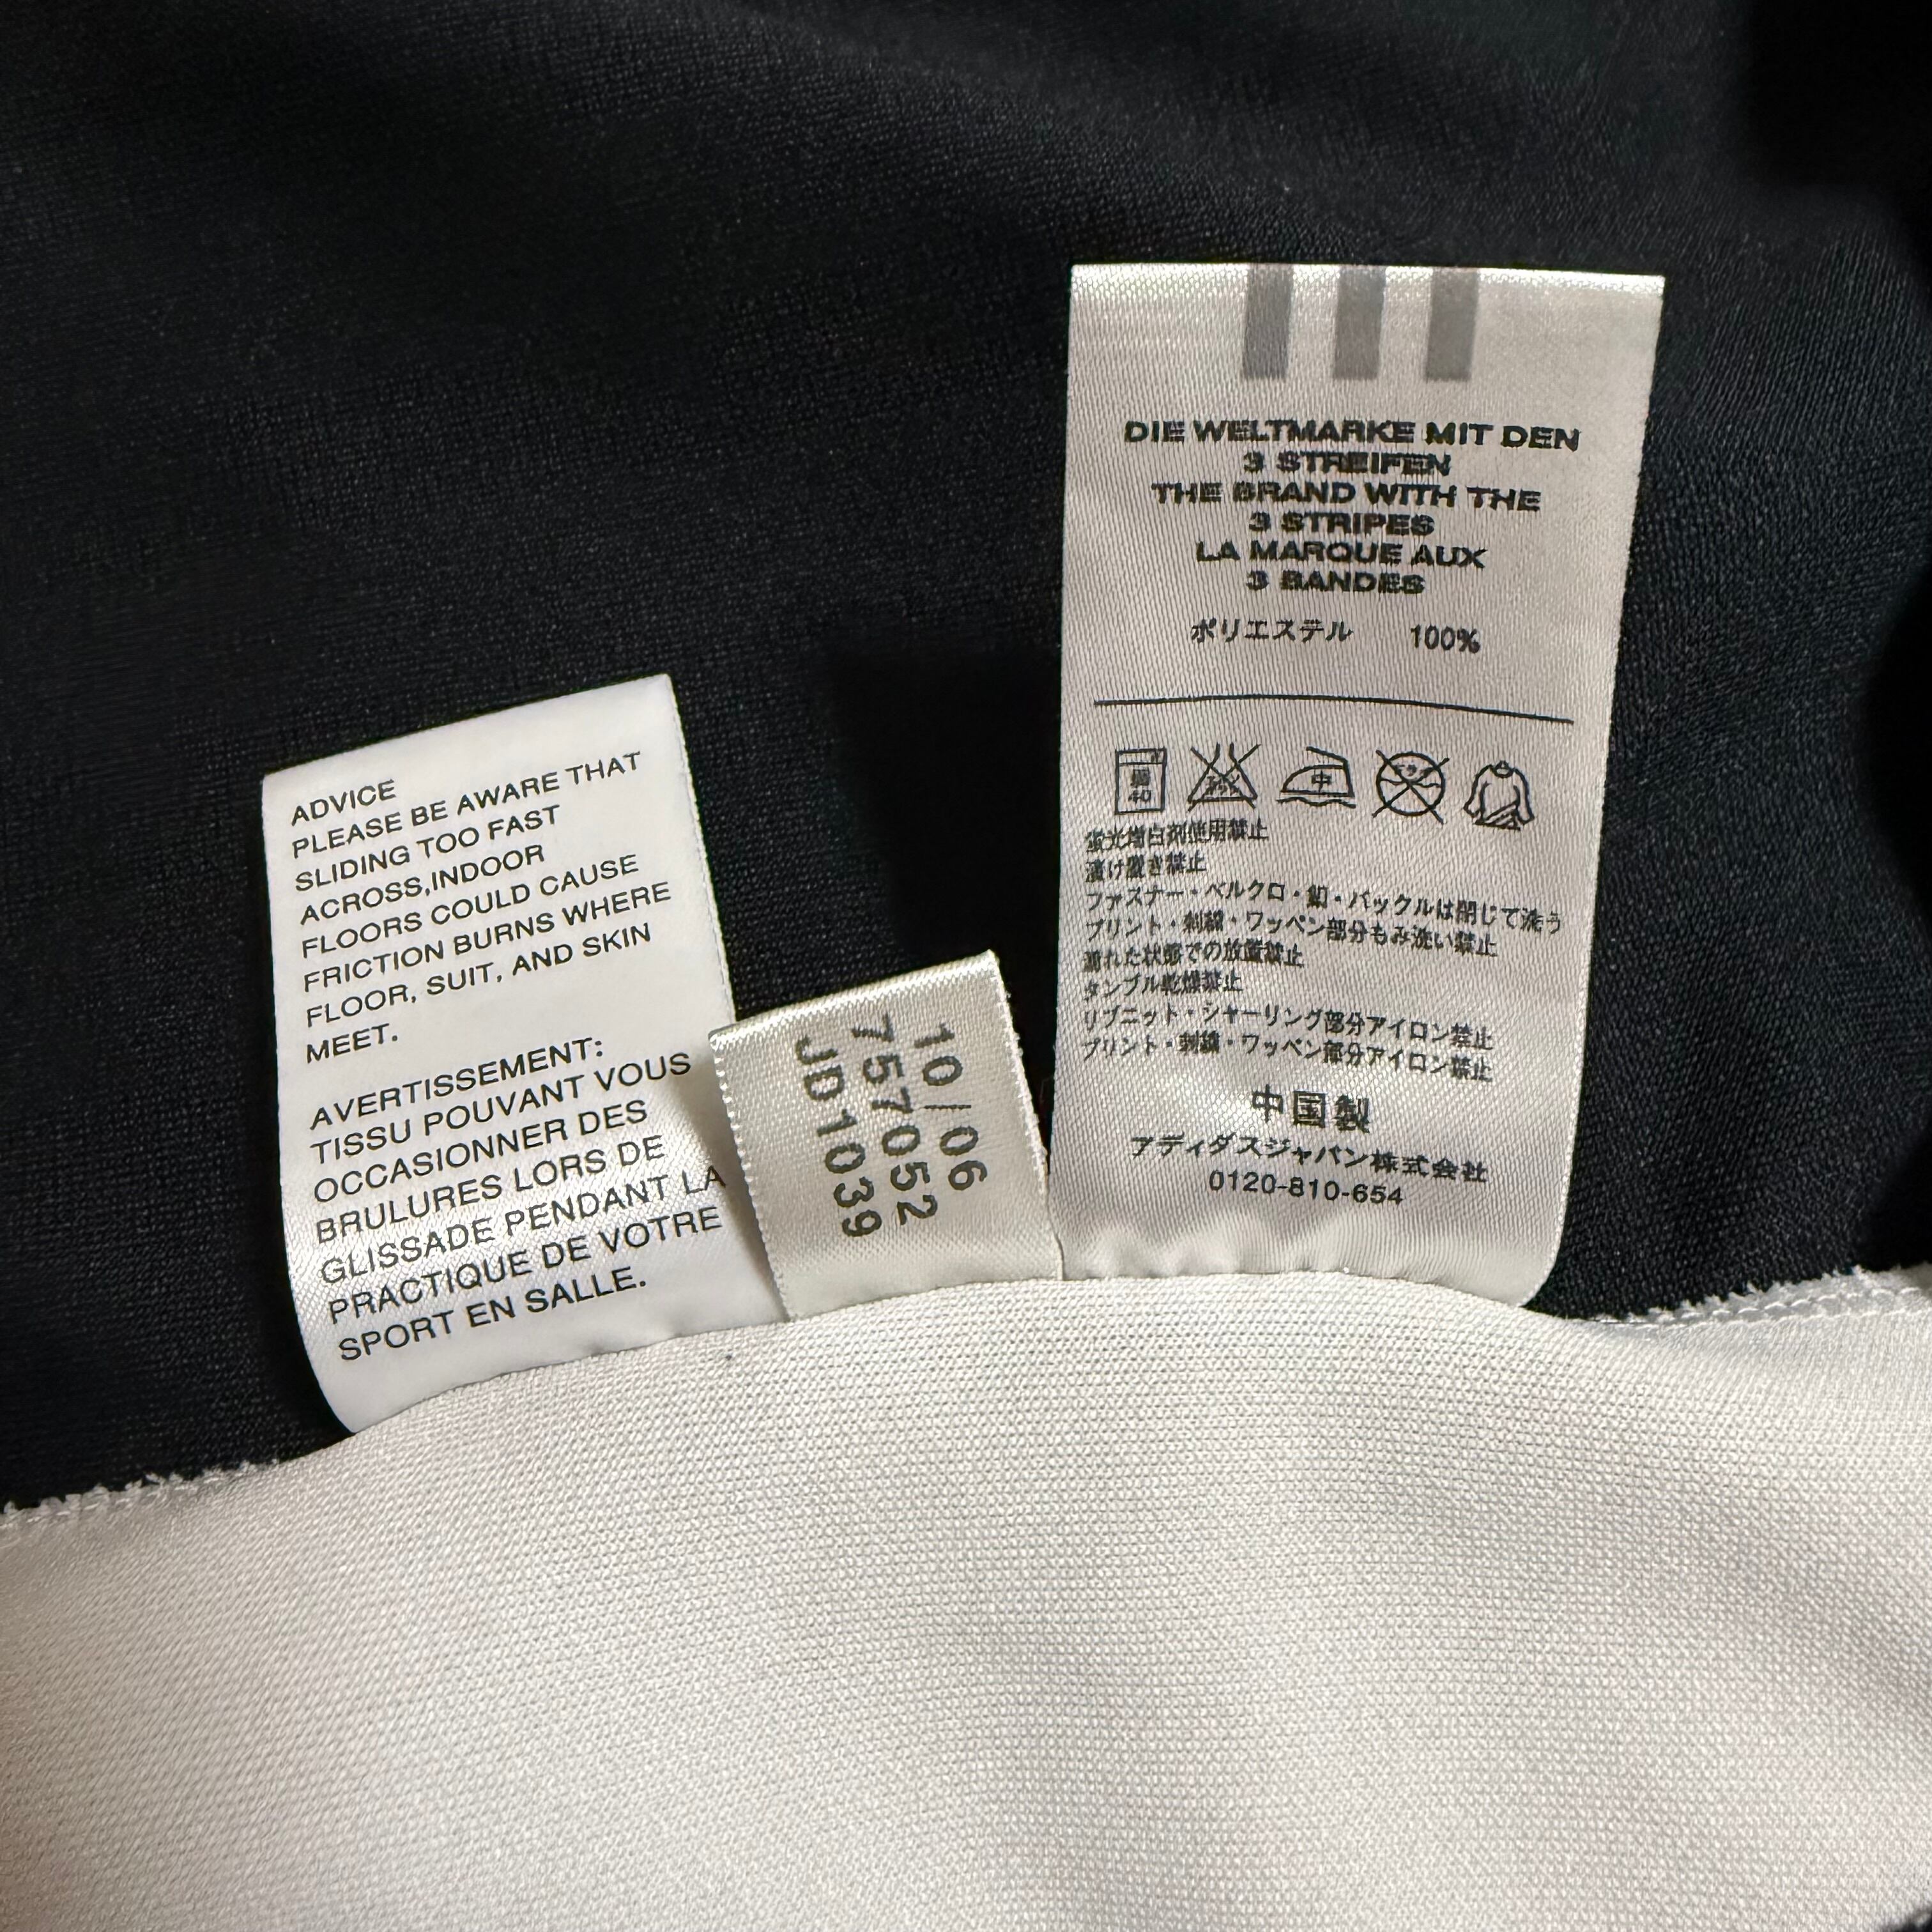 ADVICE
PLEASE BE AWARE THAT
SLIDING TOO FAST
ACROSS,INDOOR
FLOORS COULD CAUSE
FRICTION BURNS WHERE
FLOOR, SUIT, AND SKIN
MEET.
AVERTISSEMENT:
TISSU POUVANT VOUS
OCCASIONNER DES
BRULURES LORS DE
GLISSADE PENDANT LA
PRACTIQUE DE VOTRE
SPORT EN SALLE.
10/06
7570552
JD1039
DIE WELTMARKE MIT DEN
3 STREIFEN
THE BRAND WITH THE
3 STRIPES
LA MARQUE AUX
3 BANDES
ポリエステル 100%
40
中
蛍光増白剤使用禁止
漬け置き禁止
ファスナー・ベルクロ・釦・バックルは閉じて洗う
プリント・刺繍・ワッペン部分もみ洗い禁止
濡れた状態での放置禁止
タンブル乾燥禁止
リブニット・シャーリング部分アイロン禁止
プリント・刺繍・ワッペン部分アイロン禁止
中国製
アディダスジャパン株式会社
0120-810-654